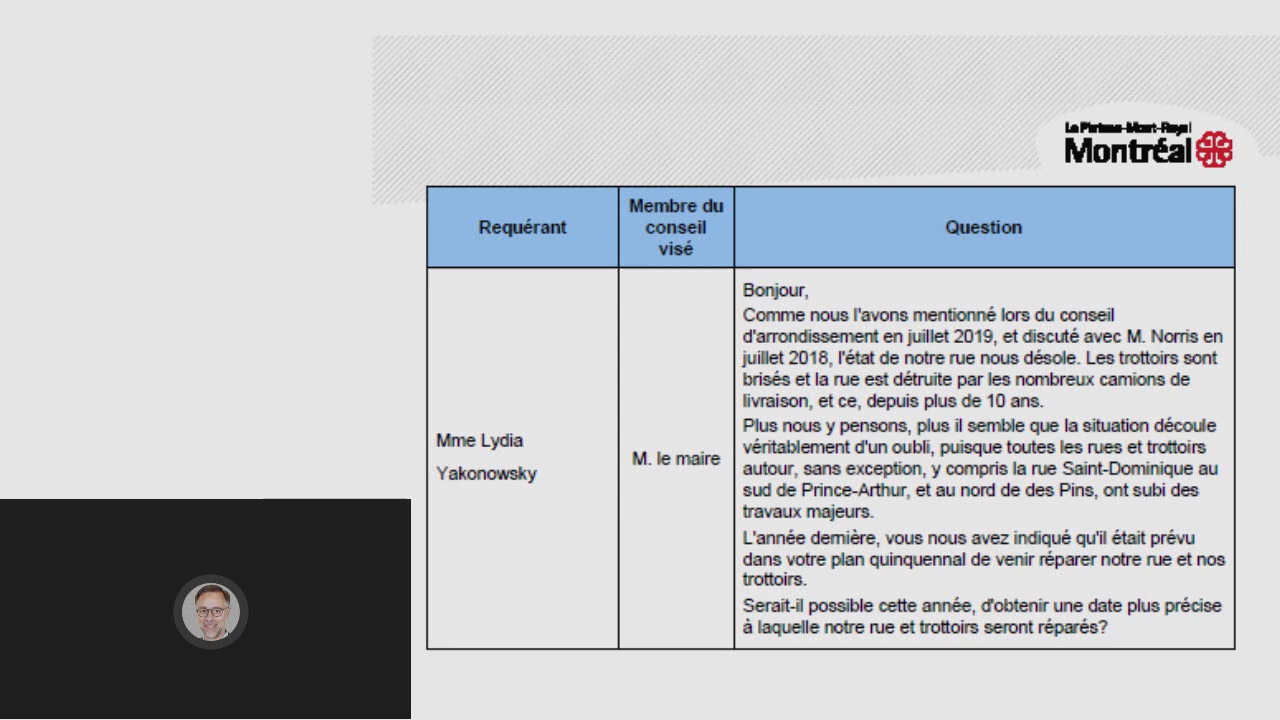 Le Plateau-Mont-Royal
Montréal
Requérant
Membre du
conseil
visé
Question
Mme Lydia
Yakonowsky
M. le maire
Bonjour,
Comme nous l'avons mentionné lors du conseil
d'arrondissement en juillet 2019, et discuté avec M. Norris en
juillet 2018, l'état de notre rue nous désole. Les trottoirs sont
brisés et la rue est détruite par les nombreux camions de
livraison, et ce, depuis plus de 10 ans.
Plus nous y pensons, plus il semble que la situation découle
véritablement d'un oubli, puisque toutes les rues et trottoirs
autour, sans exception, y compris la rue Saint-Dominique au
sud de Prince-Arthur, et au nord de des Pins, ont subi des
travaux majeurs.
L'année dernière, vous nous avez indiqué qu'il était prévu
dans votre plan quinquennal de venir réparer notre rue et nos
trottoirs.
Serait-il possible cette année, d'obtenir une date plus précise
à laquelle notre rue et trottoirs seront réparés?